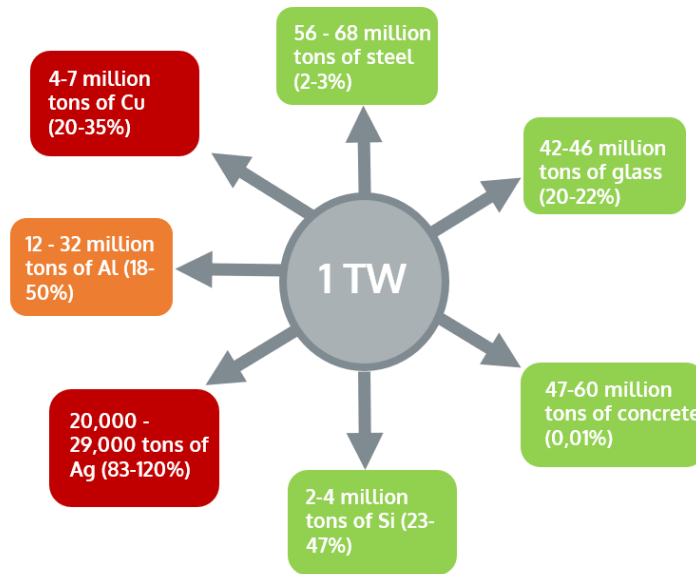 56 - 68 million
tons of steel
(2-3%)
4-7 million
tons of Cu
(20-35%)
42-46 million
tons of glass
(20-22%)
12 - 32 million
tons of Al (18-
50%)
1 TW
47-60 million
tons of concrete
(0,01%)
20,000 -
29,000 tons of
Ag (83-120%)
2-4 million
tons of Si (23-
47%)